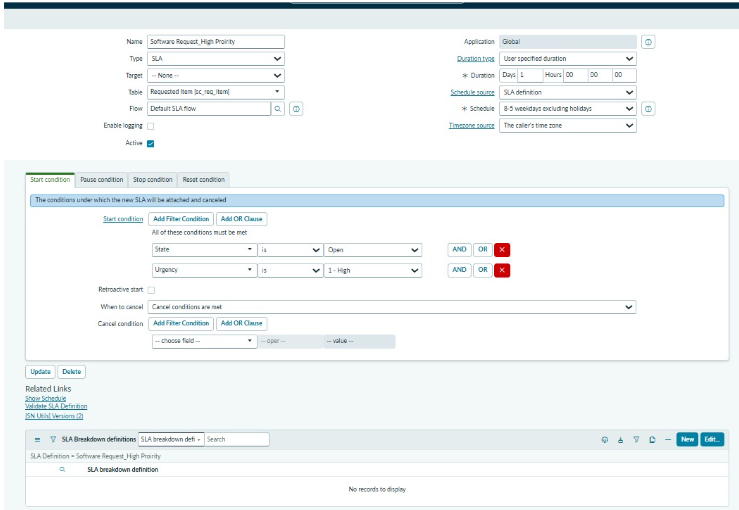 Name Software Request_High Proirity Application Global
Type SLA Duration type User specified duration
Target -- None -- * Duration Days 1 Hours 00 00 00
Table Requested Item [sc_req_item] Schedule source SLA definition
Flow Default SLA flow * Schedule 8-5 weekdays excluding holidays
Enable logging Timezone source The caller's time zone
Active
Start condition Pause condition Stop condition Reset condition
The conditions under which the new SLA will be attached and canceled
Start condition Add Filter Condition Add OR Clause
All of these conditions must be met
State is Open AND OR X
Urgency is 1 - High AND OR X
Retroactive start
When to cancel Cancel conditions are met
Cancel condition Add Filter Condition Add OR Clause
-- choose field -- -- oper -- -- value --
Update Delete
Related Links
Show Schedule
Validate SLA Definition
[SN Utils] Versions (2)
SLA Breakdown definitions SLA breakdown defi Search New Edit...
SLA Definition = Software Request_High Proirity
SLA breakdown definition
No records to display